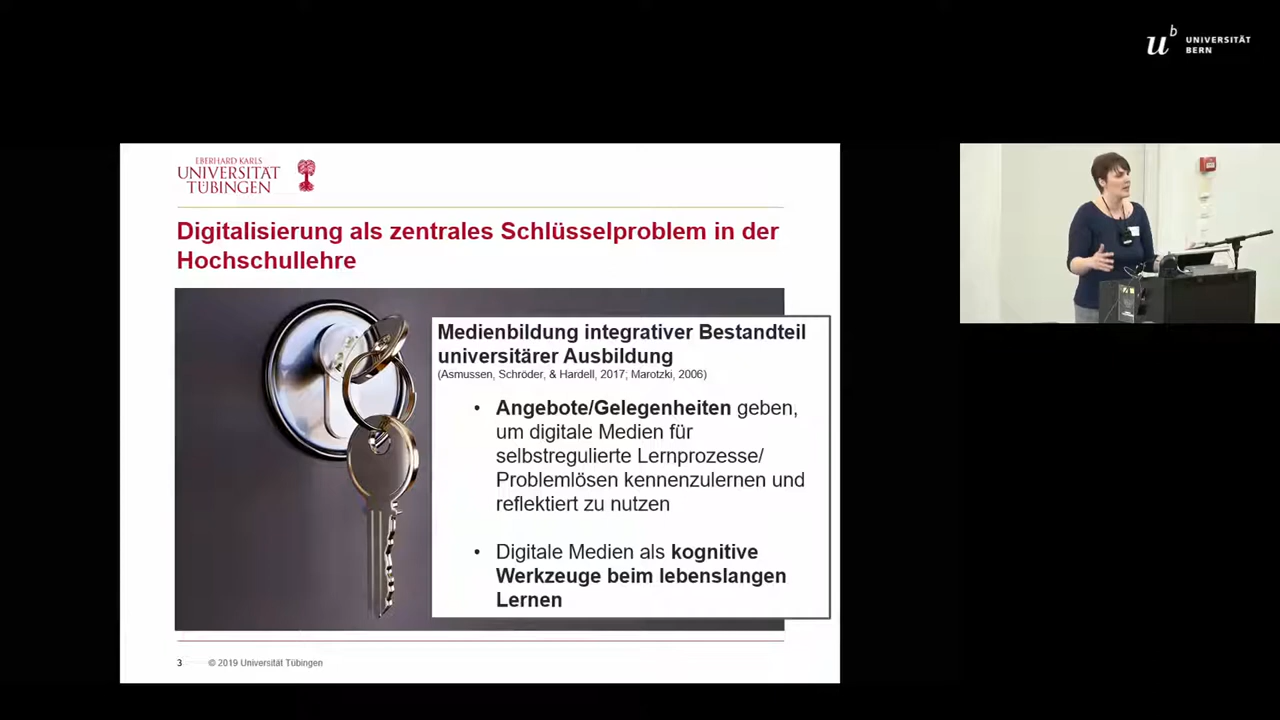 u
b
UNIVERSITÄT
BERN
EBERHARD KARLS
UNIVERSITÄT
TÜBINGEN
Digitalisierung als zentrales Schlüsselproblem in der
Hochschullehre
Medienbildung integrativer Bestandteil
universitärer Ausbildung
(Asmussen, Schröder, & Hardell, 2017; Marotzki, 2006)
• Angebote/Gelegenheiten geben,
um digitale Medien für
selbstregulierte Lernprozesse/
Problemlösen kennenzulernen und
reflektiert zu nutzen
• Digitale Medien als kognitive
Werkzeuge beim lebenslangen
Lernen
3 © 2019 Universität Tübingen